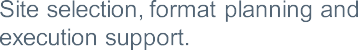 Site selection, format planning and
execution support.